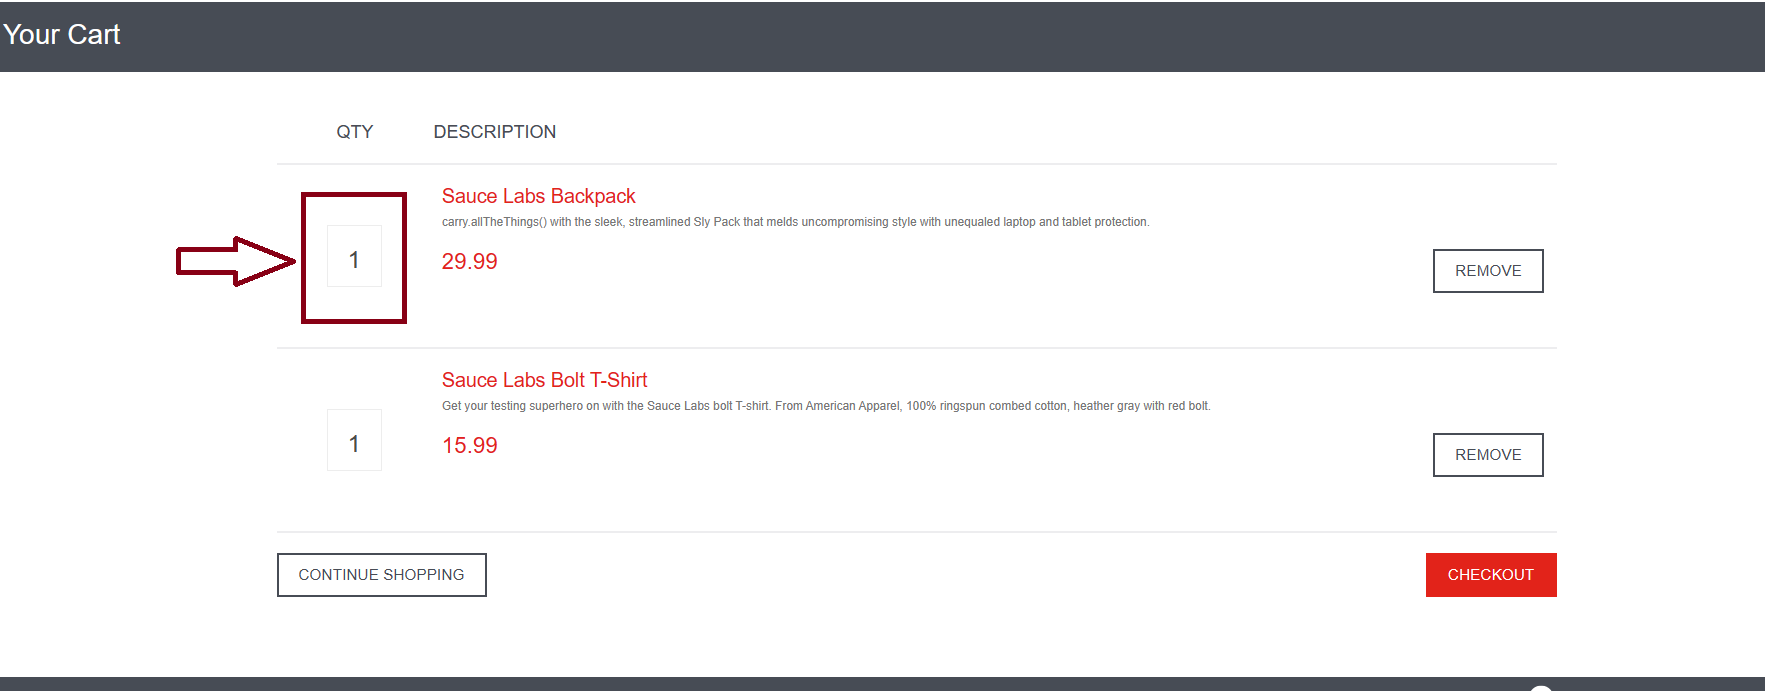 Your Cart
QTY DESCRIPTION
Sauce Labs Backpack
carry.allTheThings() with the sleek, streamlined Sly Pack that melds uncompromising style with unequaled laptop and tablet protection.
1 29.99
REMOVE
Sauce Labs Bolt T-Shirt
Get your testing superhero on with the Sauce Labs bolt T-shirt. From American Apparel, 100% ringspun combed cotton, heather gray with red bolt.
1 15.99
REMOVE
CONTINUE SHOPPING CHECKOUT